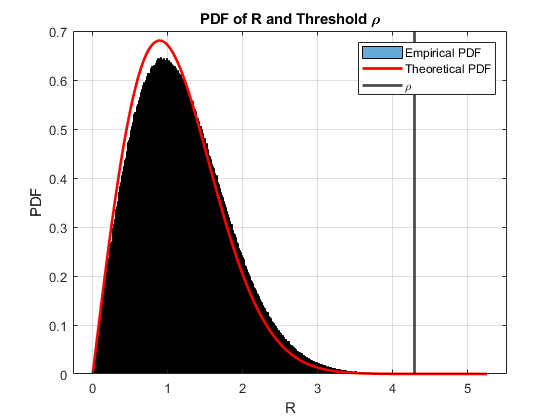 PDF of R and Threshold ρ
0.7
0.6
0.5
0.4
0.3
0.2
0.1
0
PDF
Empirical PDF
Theoretical PDF
ρ
0 1 2 3 4 5
R